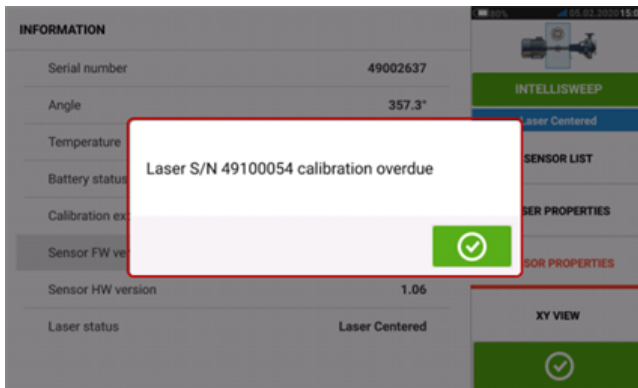 80% 05.02.2020 15:0
INFORMATION
Serial number 49002637
INTELLISWEEP
Angle 357.3°
Laser Centered
Temperature
Laser S/N 49100054 calibration overdue
SENSOR LIST
Battery status
Calibration ex
SER PROPERTIES
Sensor FW ve
SOR PROPERTIES
Sensor HW version 1.06
XY VIEW
Laser status Laser Centered